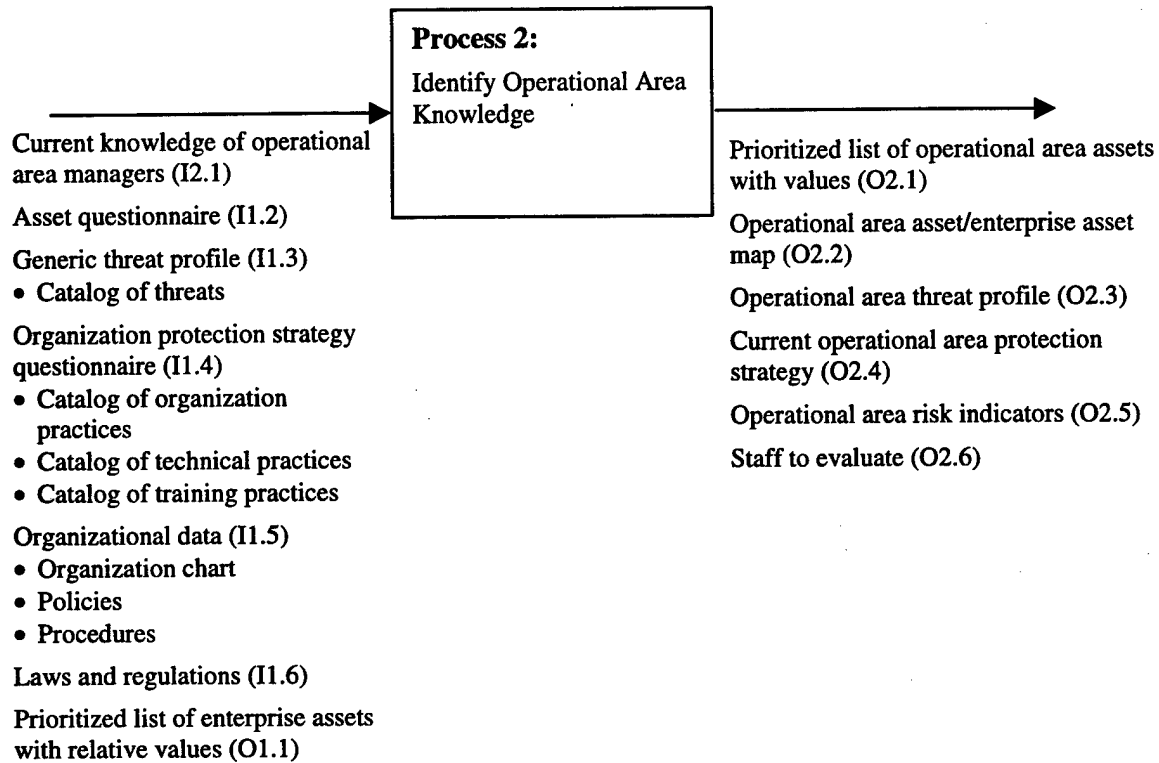 Process 2:
Identify Operational Area
Knowledge
Current knowledge of operational
area managers (I2.1)
Asset questionnaire (I1.2)
Generic threat profile (I1.3)
• Catalog of threats
Organization protection strategy
questionnaire (I1.4)
• Catalog of organization
practices
• Catalog of technical practices
• Catalog of training practices
Organizational data (I1.5)
• Organization chart
• Policies
• Procedures
Laws and regulations (I1.6)
Prioritized list of enterprise assets
with relative values (O1.1)
Prioritized list of operational area assets
with values (O2.1)
Operational area asset/enterprise asset
map (O2.2)
Operational area threat profile (O2.3)
Current operational area protection
strategy (O2.4)
Operational area risk indicators (O2.5)
Staff to evaluate (O2.6)